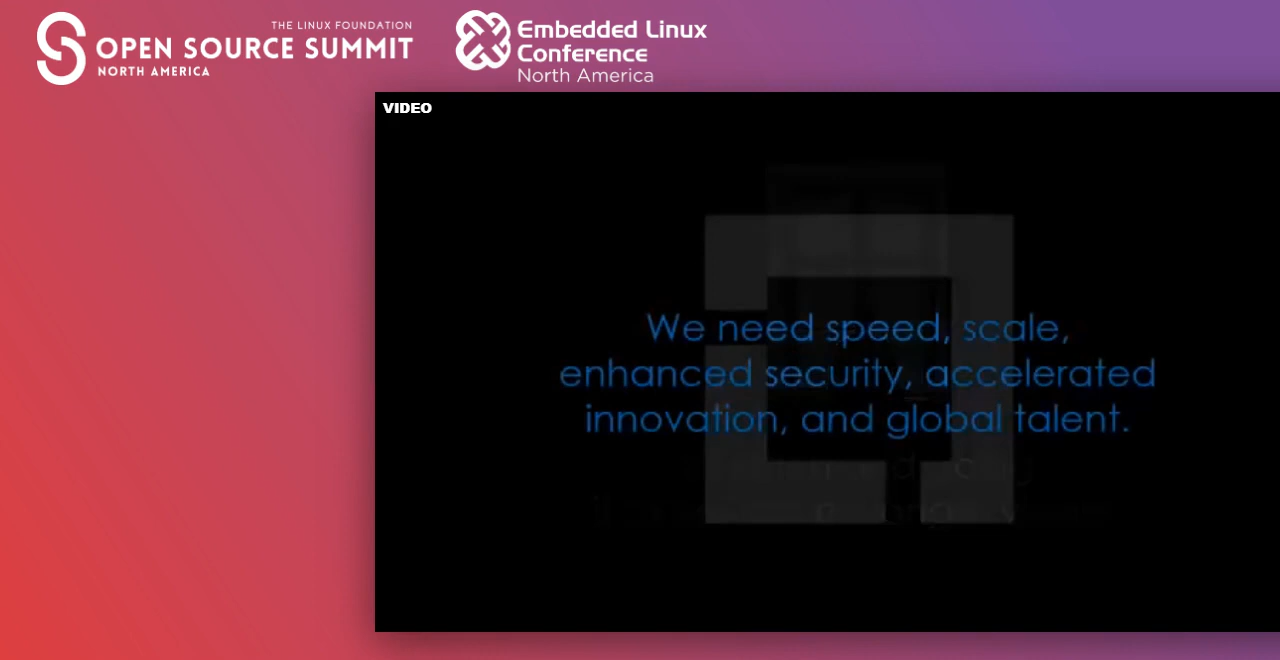 THE LINUX FOUNDATION
OPEN SOURCE SUMMIT
NORTH AMERICA
Embedded Linux
Conference
North America
VIDEO
We need speed, scale,
enhanced security, accelerated
innovation, and global talent.